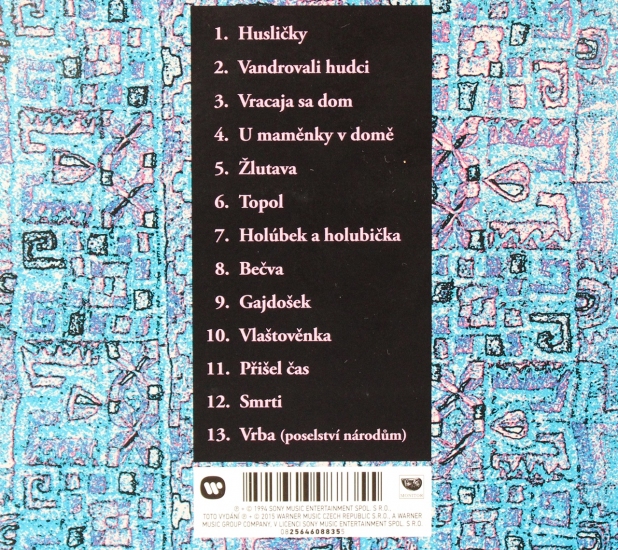 1. Husličky
2. Vandrovali hudci
3. Vracaja sa dom
4. U maměnky v domě
5. Žlutava
6. Topol
7. Holúbek a holubička
8. Bečva
9. Gajdošek
10. Vlaštověnka
11. Přišel čas
12. Smrti
13. Vrba (poselství národům)
℗ + © 1994 SONY MUSIC ENTERTAINMENT SPOL. S.R.O.,
TOTO VYDÁNÍ ℗ + © 2015 WARNER MUSIC CZECH REPUBLIC S.R.O., A WARNER
MUSIC GROUP COMPANY, V LICENCI SONY MUSIC ENTERTAINMENT SPOL. S R.O.
0825646088355